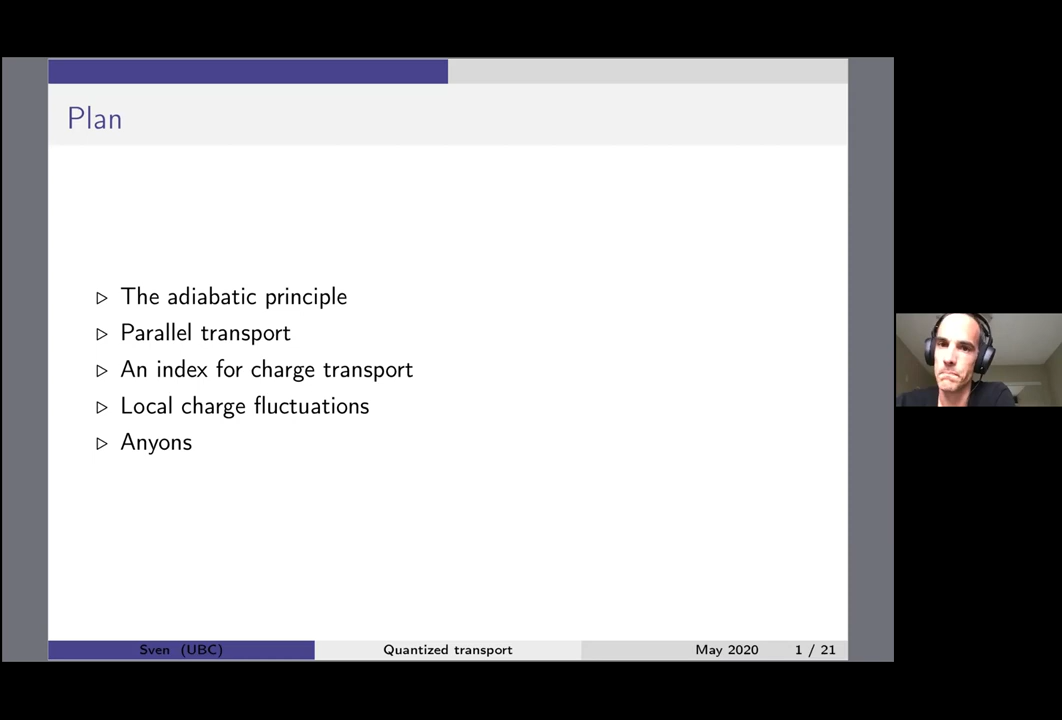 Plan
▷ The adiabatic principle
▷ Parallel transport
▷ An index for charge transport
▷ Local charge fluctuations
▷ Anyons
Sven (UBC) Quantized transport May 2020 1 / 21